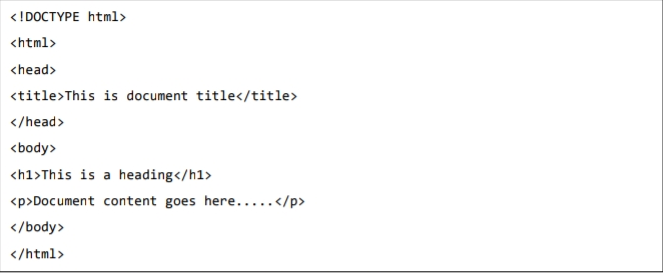 <!DOCTYPE html>
<html>
<head>
<title>This is document title</title>
</head>
<body>
<h1>This is a heading</h1>
<p>Document content goes here.....</p>
</body>
</html>